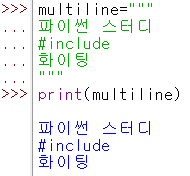 >>> multiline="""
... 파이썬 스터디
... #include
... 화이팅
... """
>>> print(multiline)

파이썬 스터디
#include
화이팅